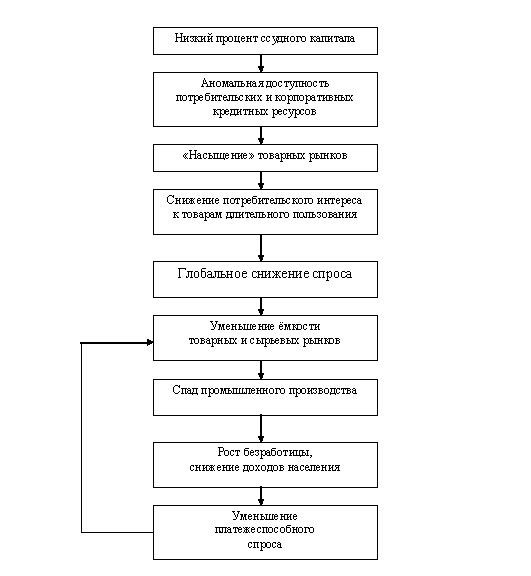 Низкий процент ссудного капитала
Аномальная доступность
потребительских и корпоративных
кредитных ресурсов
«Насыщение» товарных рынков
Снижение потребительского интереса
к товарам длительного пользования
Глобальное снижение спроса
Уменьшение ёмкости
товарных и сырьевых рынков
Спад промышленного производства
Рост безработицы,
снижение доходов населения
Уменьшение
платежеспособного
спроса